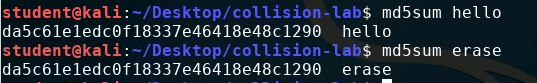 student@kali:~/Desktop/collision-lab$ md5sum hello
da5c61e1edc0f18337e46418e48c1290  hello
student@kali:~/Desktop/collision-lab$ md5sum erase
da5c61e1edc0f18337e46418e48c1290  erase